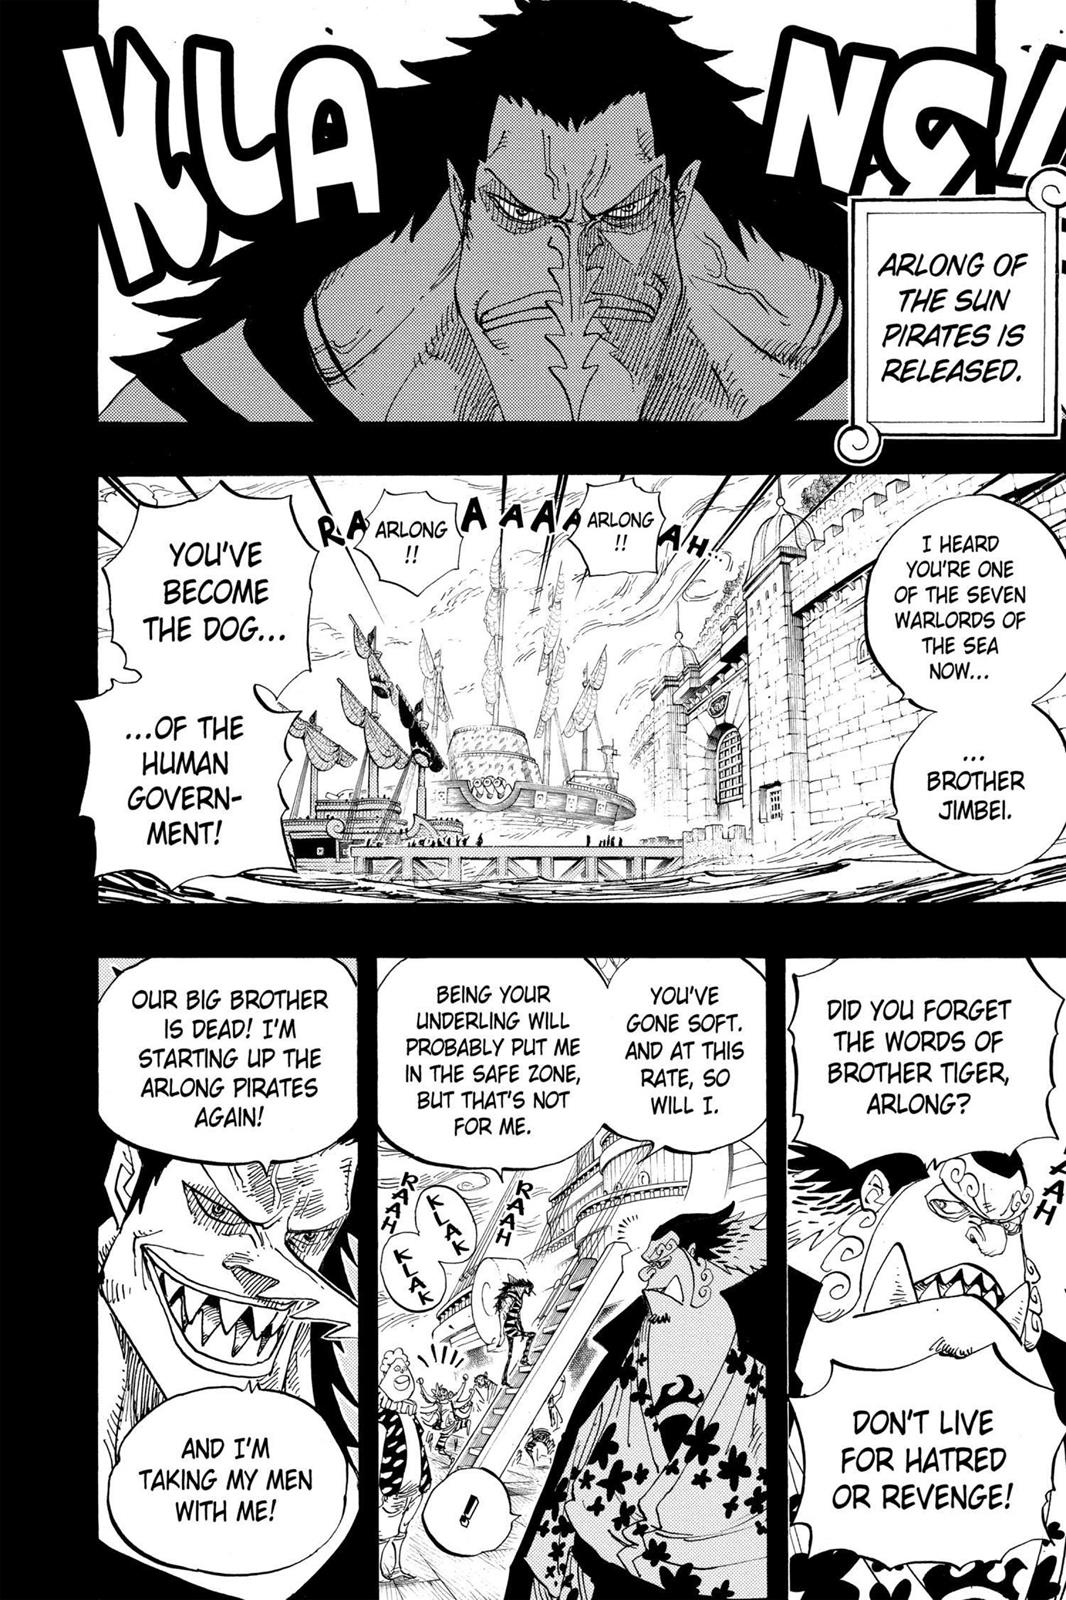 KLANG!
ARLONG OF
THE SUN
PIRATES IS
RELEASED.
I HEARD
YOU'RE ONE
OF THE SEVEN
WARLORDS OF
THE SEA
NOW...
...
BROTHER
JIMBEI.
RAAAAAAH...
ARLONG
!!
ARLONG
!!
YOU'VE
BECOME
THE DOG...
...OF THE
HUMAN
GOVERN-
MENT!
DID YOU FORGET
THE WORDS OF
BROTHER TIGER,
ARLONG?
DON'T LIVE
FOR HATRED
OR REVENGE!
YOU'VE
GONE SOFT.
AND AT THIS
RATE, SO
WILL I.
BEING YOUR
UNDERLING WILL
PROBABLY PUT ME
IN THE SAFE ZONE,
BUT THAT'S NOT
FOR ME.
RAAH
KLAK
KLAK
RAAH
!
OUR BIG BROTHER
IS DEAD! I'M
STARTING UP THE
ARLONG PIRATES
AGAIN!
AND I'M
TAKING MY MEN
WITH ME!